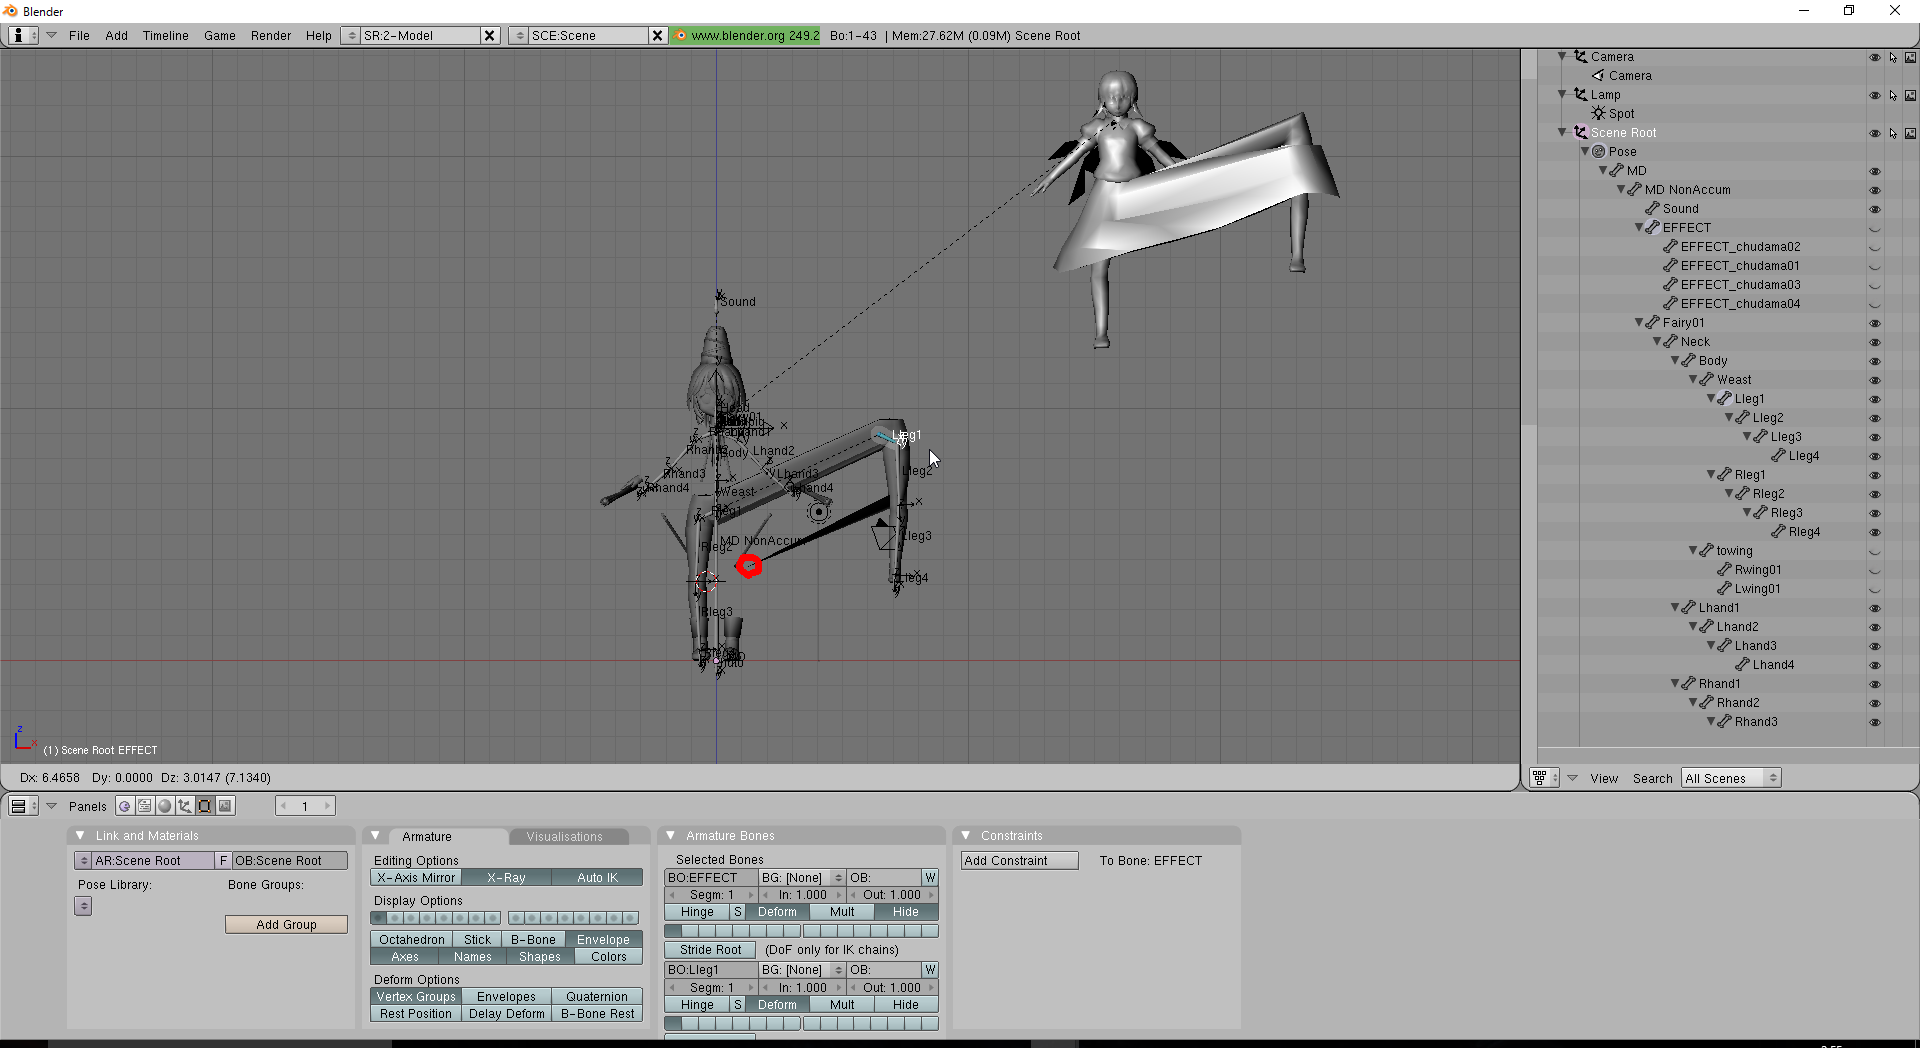 Blender
File Add Timeline Game Render Help SR:2-Model SCE:Scene www.blender.org 249.2 Bo:1-43 | Mem:27.62M (0.09M) Scene Root
Camera
Camera
Lamp
Spot
Scene Root
Pose
MD
MD NonAccum
Sound
EFFECT
EFFECT_chudama02
EFFECT_chudama01
EFFECT_chudama03
EFFECT_chudama04
Fairy01
Neck
Body
Weast
Lleg1
Lleg2
Lleg3
Lleg4
Rleg1
Rleg2
Rleg3
Rleg4
towing
Rwing01
Lwing01
Lhand1
Lhand2
Lhand3
Lhand4
Rhand1
Rhand2
Rhand3
View Search All Scenes
Sound
Head
Lleg1
Lhand2
Body
Lleg2
Rhand3
Lhand3
Rhand4
Weast
Rleg1
Lleg3
MD NonAccum
Rleg2
Lleg4
Rleg3
z
x
(1) Scene Root EFFECT
Dx: 6.4658 Dy: 0.0000 Dz: 3.0147 (7.1340)
Panels 1
Link and Materials
AR:Scene Root F OB:Scene Root
Pose Library: Bone Groups:
Add Group
Armature Visualisations
Editing Options
X-Axis Mirror X-Ray Auto IK
Display Options
Octahedron Stick B-Bone Envelope
Axes Names Shapes Colors
Deform Options
Vertex Groups Envelopes Quaternion
Rest Position Delay Deform B-Bone Rest
Armature Bones
Selected Bones
BO:EFFECT BG: [None] OB: W
Segm: 1 In: 1.000 Out: 1.000
Hinge S Deform Mult Hide
Stride Root (DoF only for IK chains)
BO:Lleg1 BG: [None] OB: W
Segm: 1 In: 1.000 Out: 1.000
Hinge S Deform Mult Hide
Constraints
Add Constraint To Bone: EFFECT